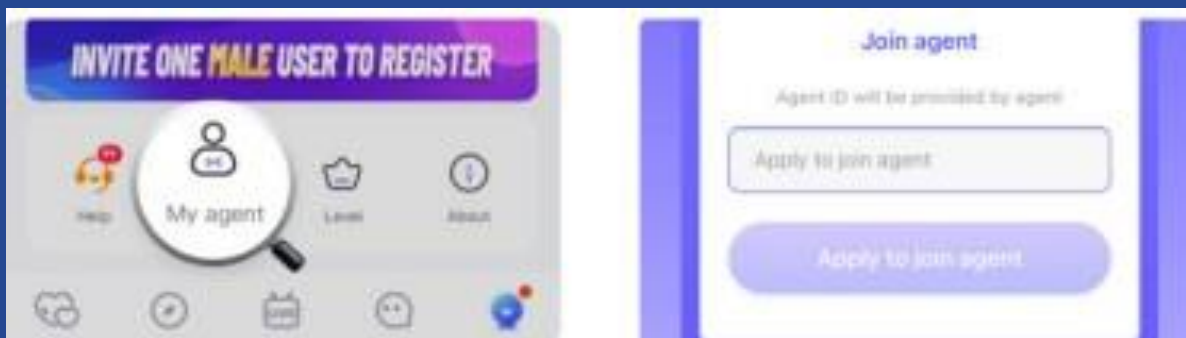 INVITE ONE MALE USER TO REGISTER
Help
My agent
Level
About
LIVE
Join agent
Agent ID will be provided by agent
Apply to join agent
Apply to join agent